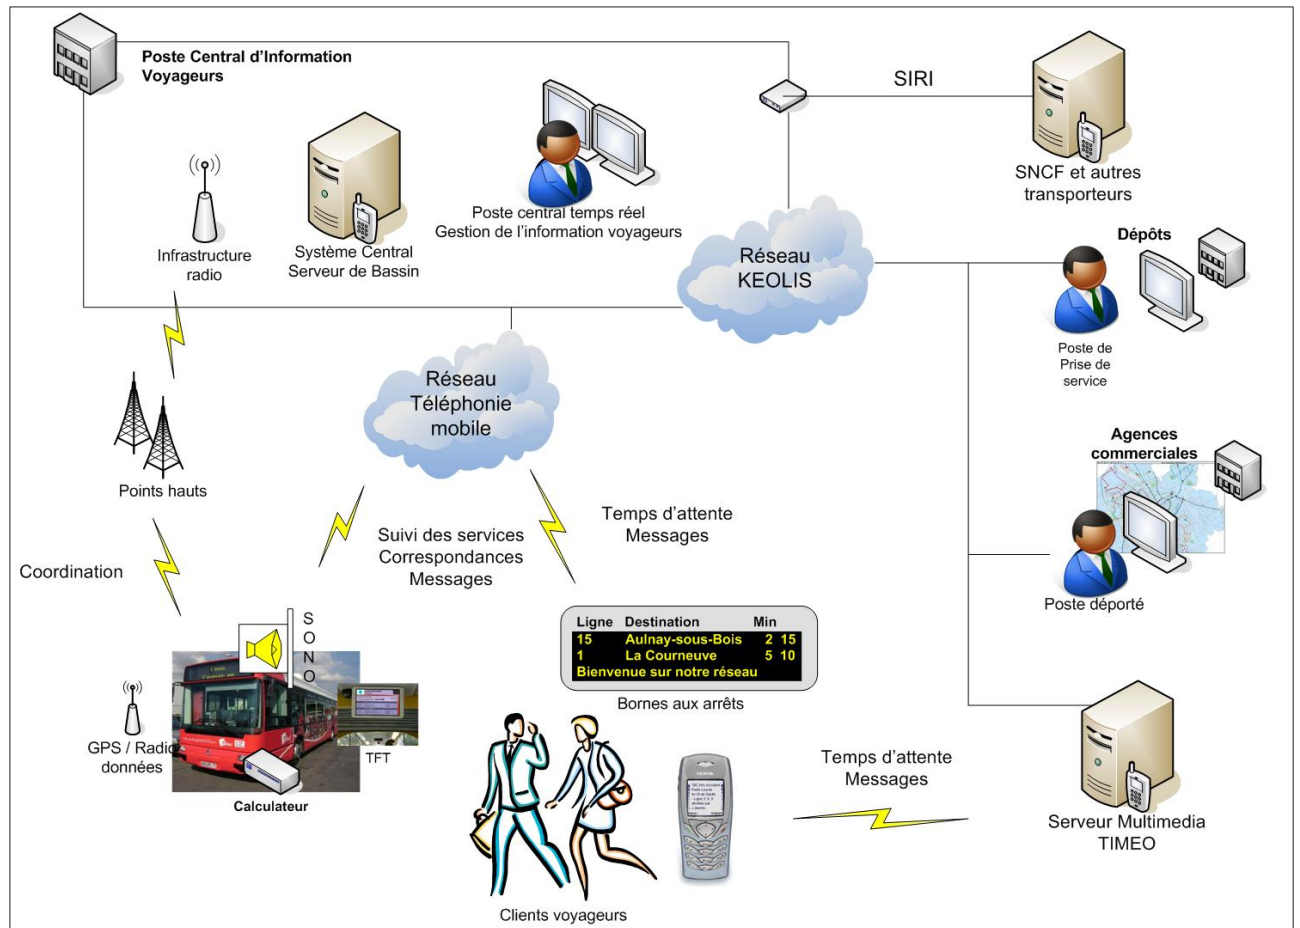 Poste Central d'Information
Voyageurs
SIRI
SNCF et autres
transporteurs
Poste central temps réel
Gestion de l'information voyageurs
Infrastructure
radio
Système Central
Serveur de Bassin
Réseau
KEOLIS
Dépôts
Poste de
Prise de
service
Réseau
Téléphonie
mobile
Points hauts
Agences
commerciales
Poste déporté
Temps d'attente
Messages
Suivi des services
Correspondances
Messages
Coordination
SONO
Ligne Destination Min
15 Aulnay-sous-Bois 2 15
1 La Courneuve 5 10
Bienvenue sur notre réseau
Bornes aux arrêts
GPS / Radio
données
TFT
Calculateur
NOKIA
Temps d'attente
Messages
Serveur Multimedia
TIMEO
Clients voyageurs